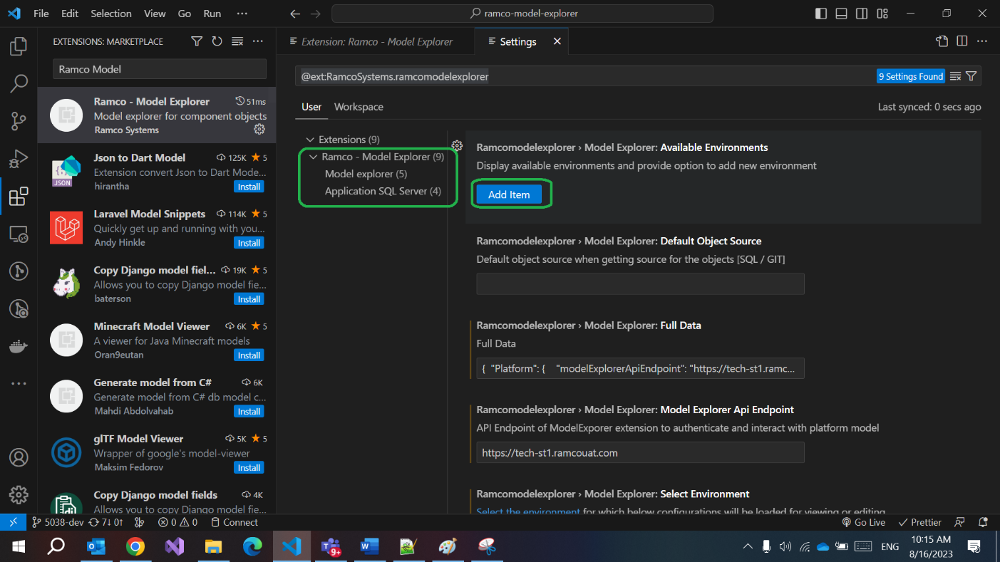 File Edit Selection View Go Run ···
ramco-model-explorer
EXTENSIONS: MARKETPLACE
Ramco Model
Ramco - Model Explorer 51ms
Model explorer for component objects
Ramco Systems
Json to Dart Model 125K ★ 5
Extension convert Json to Dart Mode...
hirantha Install
JSON
Laravel Model Snippets 114K ★ 5
Quickly get up and running with you...
Andy Hinkle Install
Copy Django model fiel... 19K ★ 5
Allows you to copy Django model fie...
baterson Install
Minecraft Model Viewer 6K ★ 5
A viewer for Java Minecraft models
Oran9eutan Install
Generate model from C# 6K
Generate model from C# db model c...
Mahdi Abdolvahab Install
glTF Model Viewer 5K ★ 5
Wrapper of google's model-viewer
Maksim Fedorov Install
Copy Django model fields 4K
Allows you to copy Django model fie...
Extension: Ramco - Model Explorer
Settings
@ext:RamcoSystems.ramcomodelexplorer
9 Settings Found
User Workspace
Last synced: 0 secs ago
Extensions (9)
Ramco - Model Explorer (9)
Model explorer (5)
Application SQL Server (4)
Ramcomodelexplorer › Model Explorer: Available Environments
Display available environments and provide option to add new environment
Add Item
Ramcomodelexplorer › Model Explorer: Default Object Source
Default object source when getting source for the objects [SQL / GIT]
Ramcomodelexplorer › Model Explorer: Full Data
Full Data
{ "Platform": { "modelExplorerApiEndpoint": "https://tech-st1.ramc...
Ramcomodelexplorer › Model Explorer: Model Explorer Api Endpoint
API Endpoint of ModelExporer extension to authenticate and interact with platform model
https://tech-st1.ramcouat.com
Ramcomodelexplorer › Model Explorer: Select Environment
Select the environment for which below configurations will be loaded for viewing or editing
5038-dev 7↓ 0↑ 0 0 Connect
Go Live Prettier
9+
ENG
10:15 AM
8/16/2023